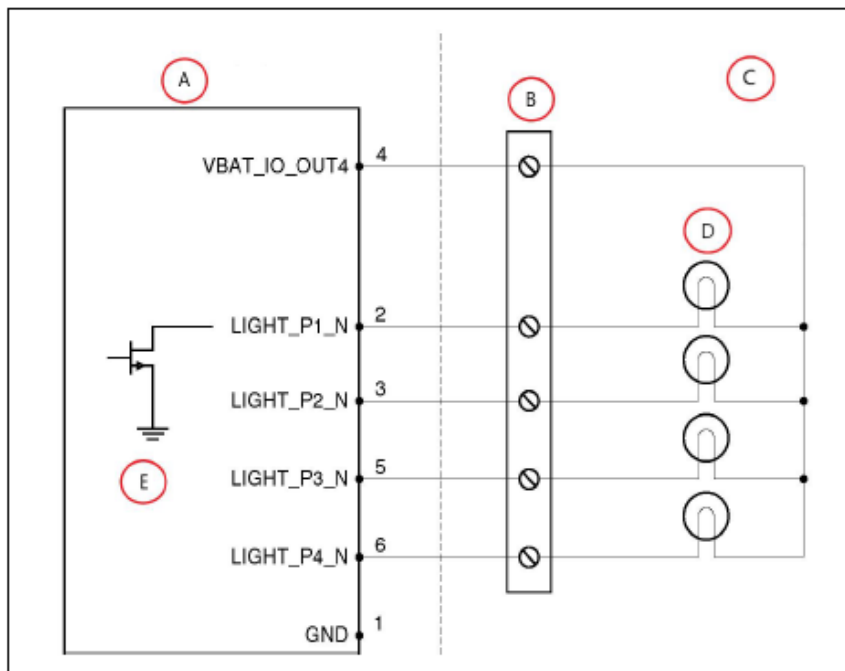 A
B
C
VBAT_IO_OUT4 4
D
LIGHT_P1_N 2
LIGHT_P2_N 3
E
LIGHT_P3_N 5
LIGHT_P4_N 6
GND 1